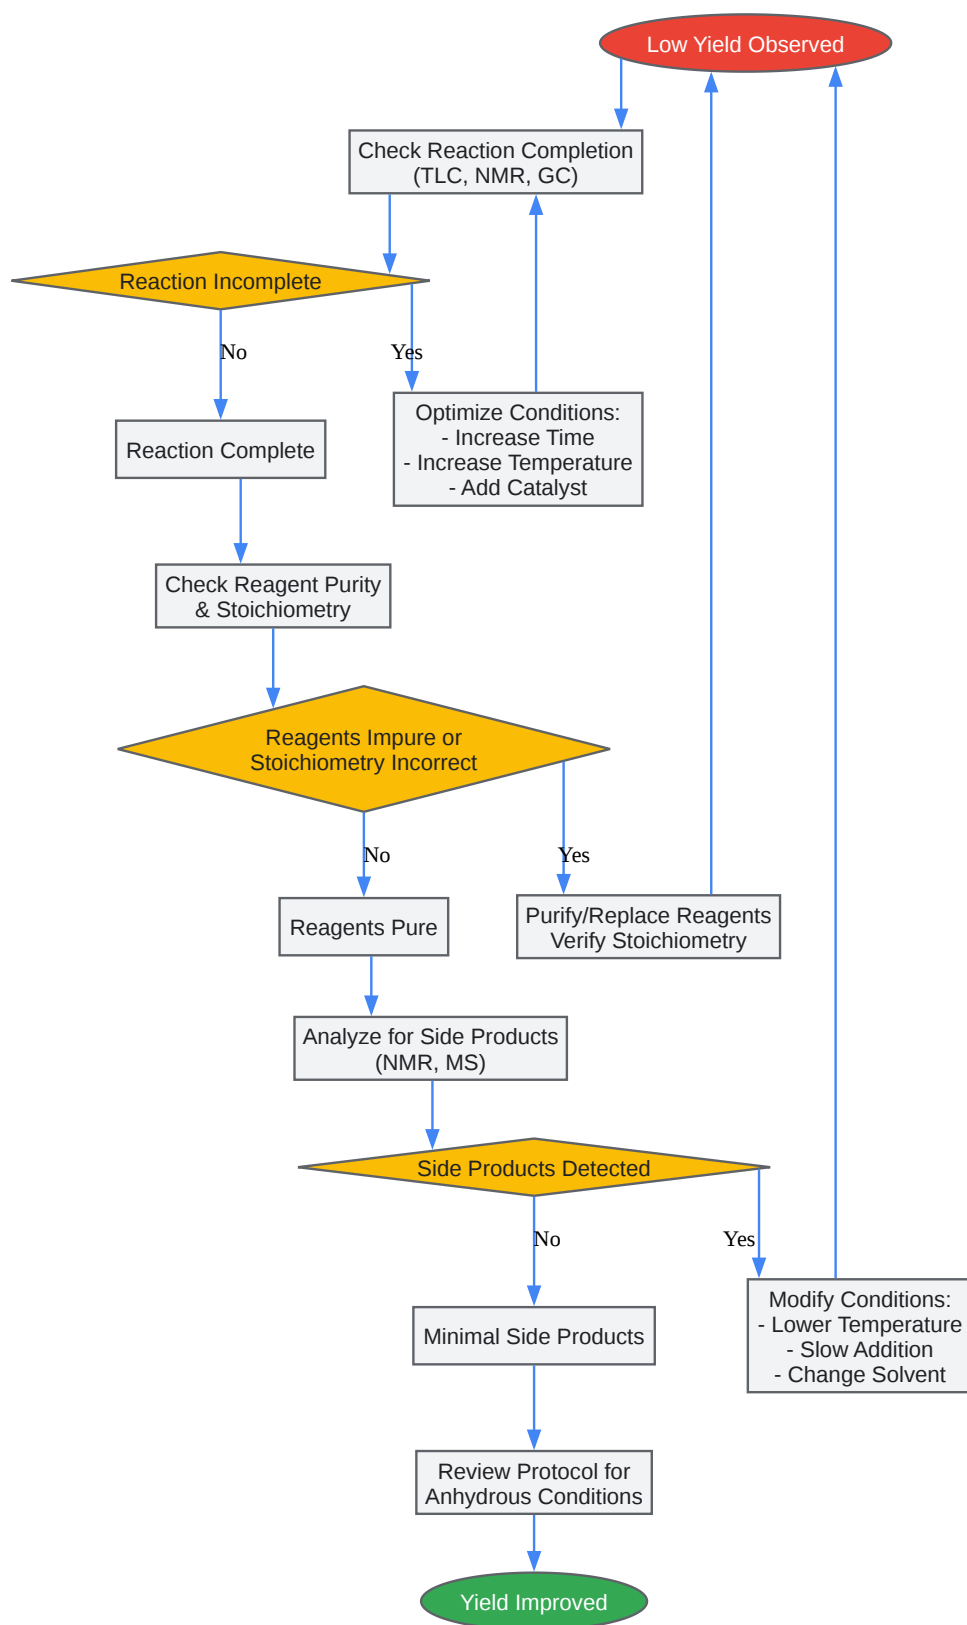 Low Yield Observed
Check Reaction Completion
(TLC, NMR, GC)
Reaction Incomplete
No
Yes
Optimize Conditions:
- Increase Time
- Increase Temperature
- Add Catalyst
Reaction Complete
Check Reagent Purity
& Stoichiometry
Reagents Impure or
Stoichiometry Incorrect
No
Yes
Reagents Pure
Purify/Replace Reagents
Verify Stoichiometry
Analyze for Side Products
(NMR, MS)
Side Products Detected
No
Yes
Minimal Side Products
Modify Conditions:
- Lower Temperature
- Slow Addition
- Change Solvent
Review Protocol for
Anhydrous Conditions
Yield Improved